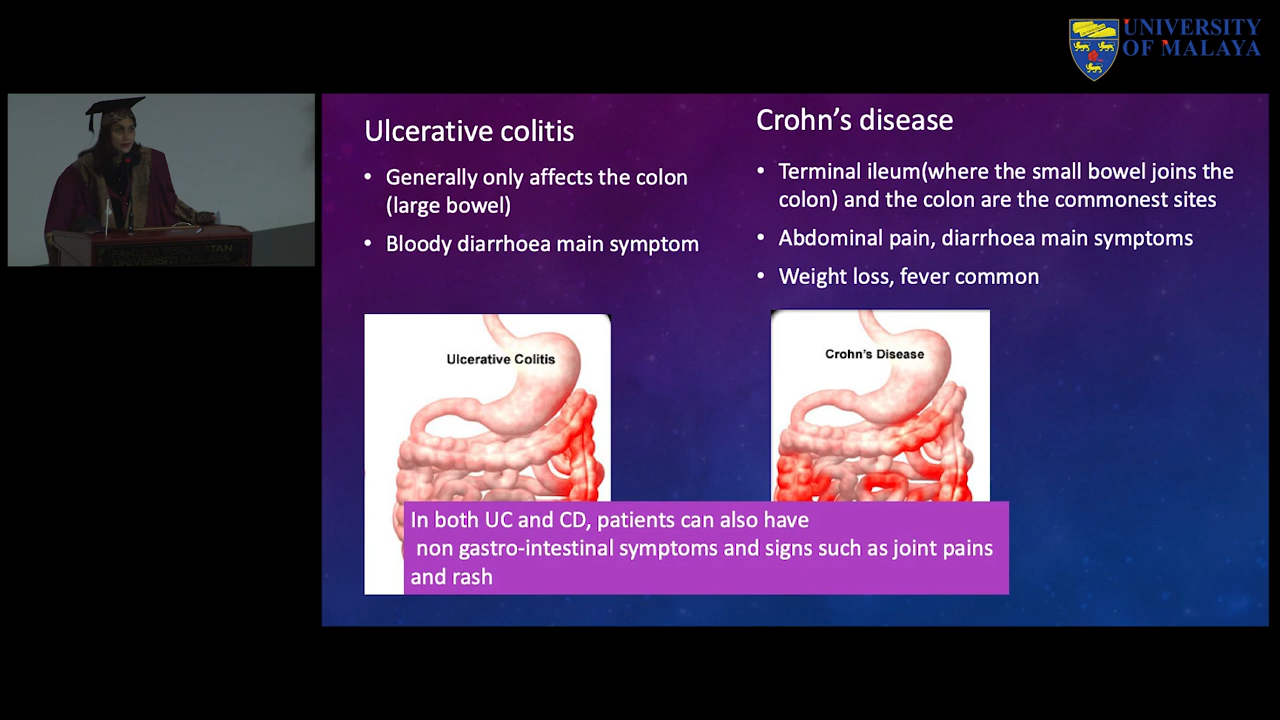 UNIVERSITY
OF MALAYA
Ulcerative colitis
• Generally only affects the colon
(large bowel)
• Bloody diarrhoea main symptom
Crohn’s disease
• Terminal ileum(where the small bowel joins the
colon) and the colon are the commonest sites
• Abdominal pain, diarrhoea main symptoms
• Weight loss, fever common
Ulcerative Colitis
Crohn’s Disease
In both UC and CD, patients can also have
non gastro-intestinal symptoms and signs such as joint pains
and rash
UNIVERSITI MALAYA